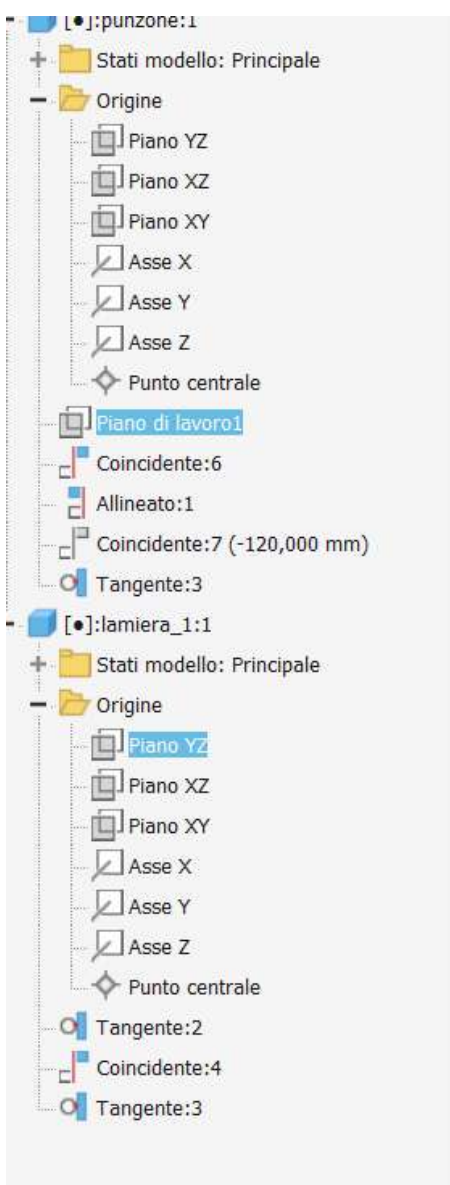 [•]:punzone:1
Stati modello: Principale
Origine
Piano YZ
Piano XZ
Piano XY
Asse X
Asse Y
Asse Z
Punto centrale
Piano di lavoro1
Coincidente:6
Allineato:1
Coincidente:7 (-120,000 mm)
Tangente:3
[•]:lamiera_1:1
Stati modello: Principale
Origine
Piano YZ
Piano XZ
Piano XY
Asse X
Asse Y
Asse Z
Punto centrale
Tangente:2
Coincidente:4
Tangente:3